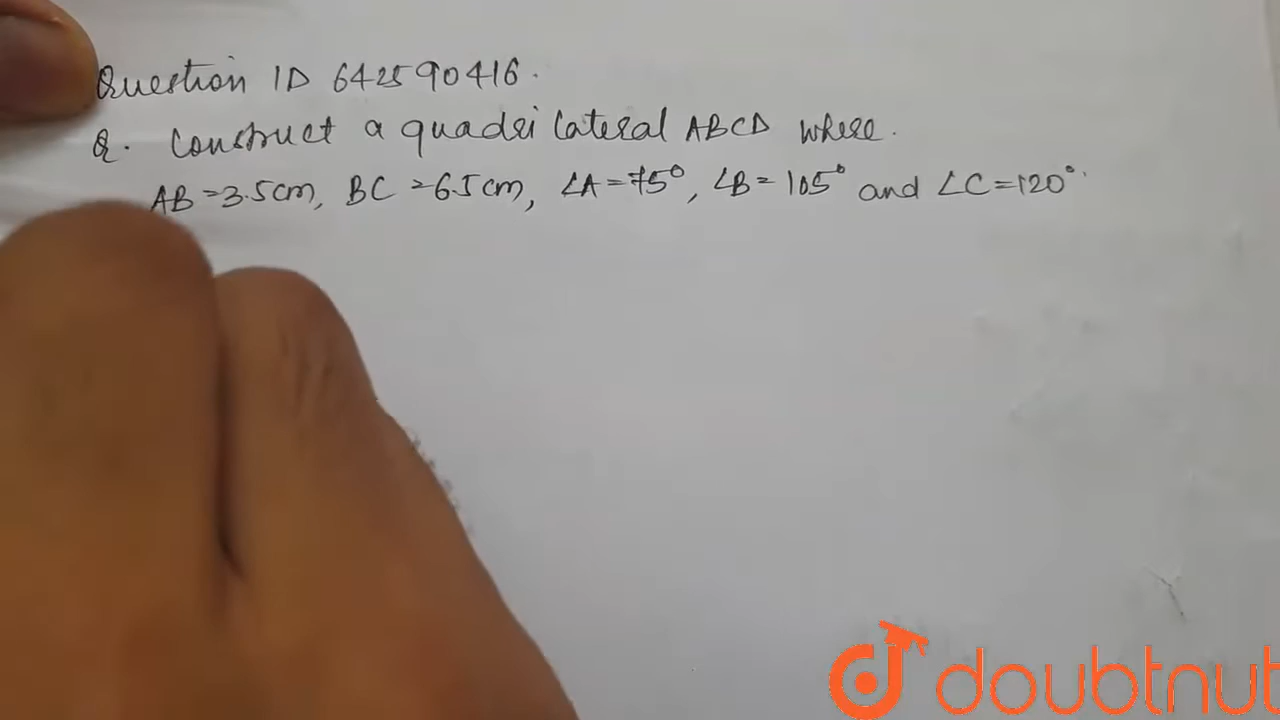 Question ID 642590416.
Q. Construct a quadrilateral ABCD where.
AB = 3.5cm, BC = 6.5cm, ∠A = 75°, ∠B = 105° and ∠C = 120°.
doubtnut